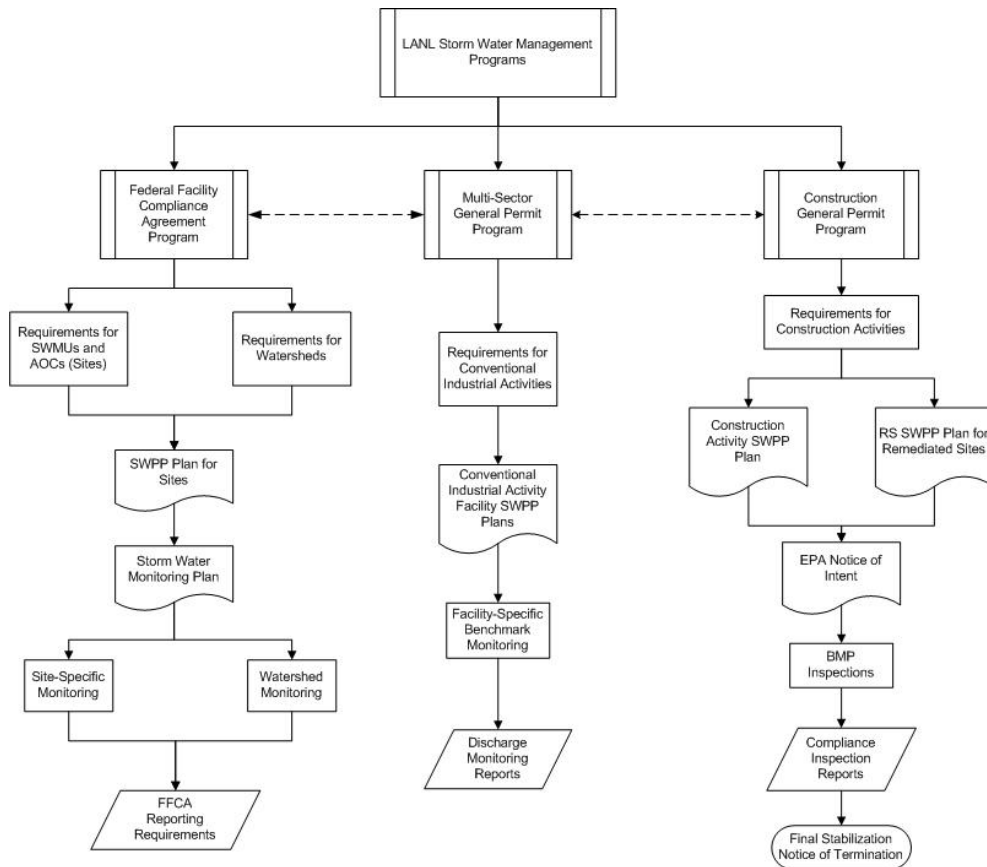 LANL Storm Water Management
Programs
Federal Facility
Compliance
Agreement
Program
Multi-Sector
General Permit
Program
Construction
General Permit
Program
Requirements for
SWMUs and
AOCs (Sites)
Requirements for
Watersheds
Requirements for
Conventional
Industrial Activities
Requirements for
Construction Activities
SWPP Plan for
Sites
Conventional
Industrial Activity
Facility SWPP
Plans
Construction
Activity SWPP
Plan
RS SWPP Plan for
Remediated Sites
Storm Water
Monitoring Plan
EPA Notice of
Intent
Site-Specific
Monitoring
Watershed
Monitoring
Facility-Specific
Benchmark
Monitoring
BMP
Inspections
FFCA
Reporting
Requirements
Discharge
Monitoring
Reports
Compliance
Inspection
Reports
Final Stabilization
Notice of Termination